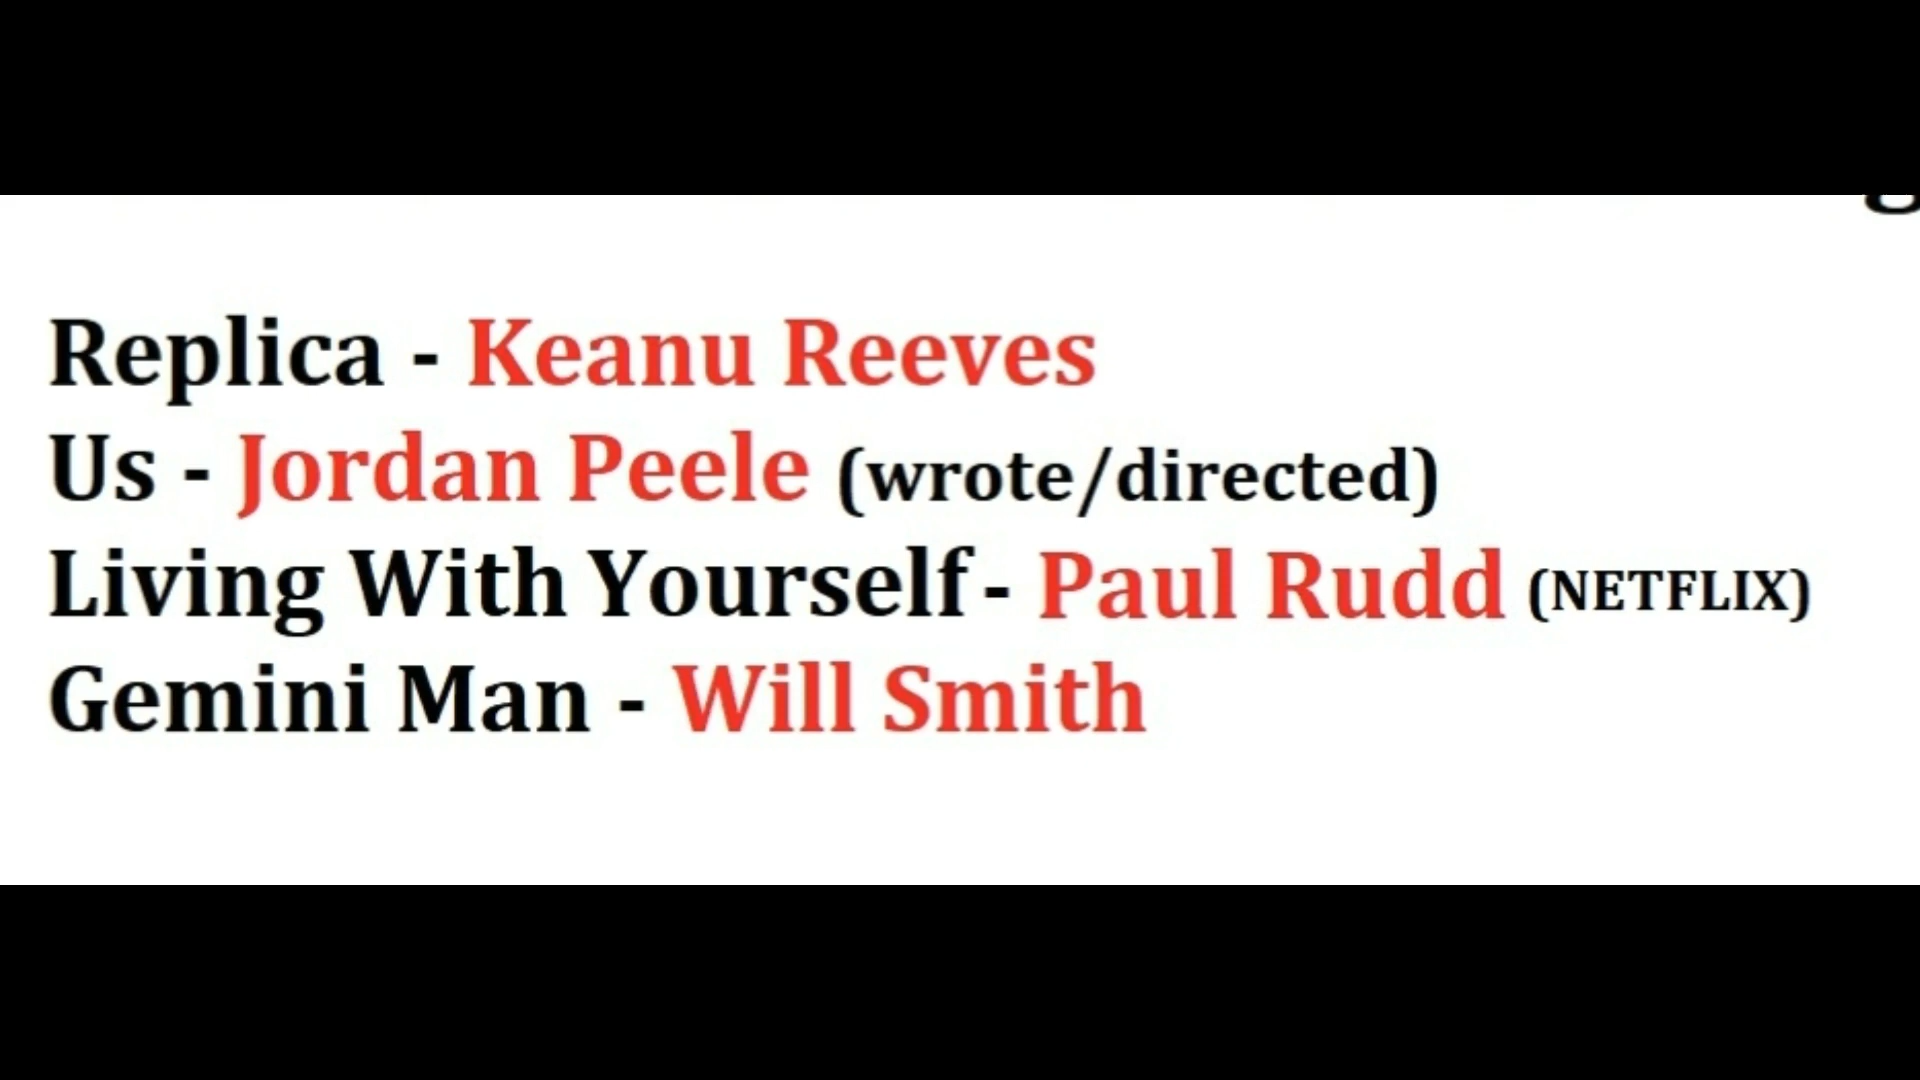 Replica - Keanu Reeves
Us - Jordan Peele (wrote/directed)
Living With Yourself - Paul Rudd (NETFLIX)
Gemini Man - Will Smith